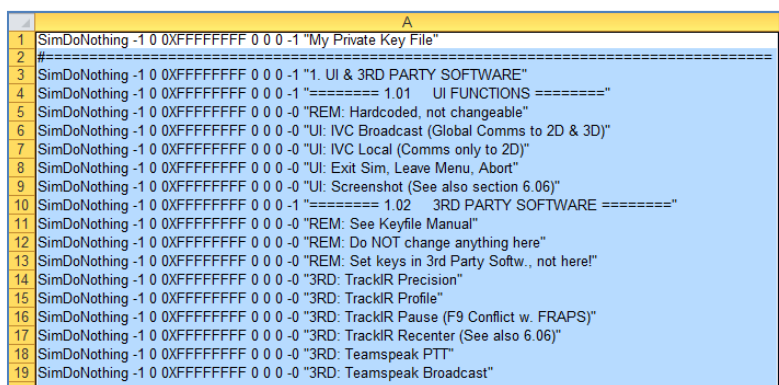 A
1 SimDoNothing -1 0 0XFFFFFFFF 0 0 0 -1 "My Private Key File"
2 #==============================================================================
3 SimDoNothing -1 0 0XFFFFFFFF 0 0 0 -1 "1. UI & 3RD PARTY SOFTWARE"
4 SimDoNothing -1 0 0XFFFFFFFF 0 0 0 -1 "======== 1.01     UI FUNCTIONS ========"
5 SimDoNothing -1 0 0XFFFFFFFF 0 0 0 -0 "REM: Hardcoded, not changeable"
6 SimDoNothing -1 0 0XFFFFFFFF 0 0 0 -0 "UI: IVC Broadcast (Global Comms to 2D & 3D)"
7 SimDoNothing -1 0 0XFFFFFFFF 0 0 0 -0 "UI: IVC Local (Comms only to 2D)"
8 SimDoNothing -1 0 0XFFFFFFFF 0 0 0 -0 "UI: Exit Sim, Leave Menu, Abort"
9 SimDoNothing -1 0 0XFFFFFFFF 0 0 0 -0 "UI: Screenshot (See also section 6.06)"
10 SimDoNothing -1 0 0XFFFFFFFF 0 0 0 -1 "======== 1.02     3RD PARTY SOFTWARE ========"
11 SimDoNothing -1 0 0XFFFFFFFF 0 0 0 -0 "REM: See Keyfile Manual"
12 SimDoNothing -1 0 0XFFFFFFFF 0 0 0 -0 "REM: Do NOT change anything here"
13 SimDoNothing -1 0 0XFFFFFFFF 0 0 0 -0 "REM: Set keys in 3rd Party Softw., not here!"
14 SimDoNothing -1 0 0XFFFFFFFF 0 0 0 -0 "3RD: TrackIR Precision"
15 SimDoNothing -1 0 0XFFFFFFFF 0 0 0 -0 "3RD: TrackIR Profile"
16 SimDoNothing -1 0 0XFFFFFFFF 0 0 0 -0 "3RD: TrackIR Pause (F9 Conflict w. FRAPS)"
17 SimDoNothing -1 0 0XFFFFFFFF 0 0 0 -0 "3RD: TrackIR Recenter (See also 6.06)"
18 SimDoNothing -1 0 0XFFFFFFFF 0 0 0 -0 "3RD: Teamspeak PTT"
19 SimDoNothing -1 0 0XFFFFFFFF 0 0 0 -0 "3RD: Teamspeak Broadcast"